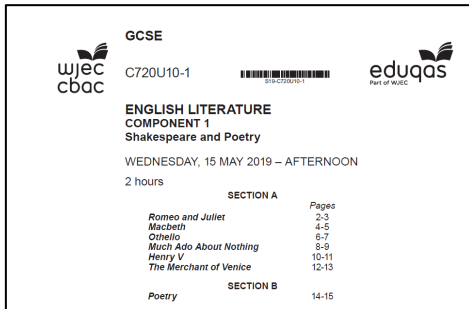 GCSE
wjec
cbac
C720U10-1
S19-C720U10-1
eduqas
Part of WJEC
ENGLISH LITERATURE
COMPONENT 1
Shakespeare and Poetry
WEDNESDAY, 15 MAY 2019 – AFTERNOON
2 hours
SECTION A
Pages
Romeo and Juliet 2-3
Macbeth 4-5
Othello 6-7
Much Ado About Nothing 8-9
Henry V 10-11
The Merchant of Venice 12-13
SECTION B
Poetry 14-15